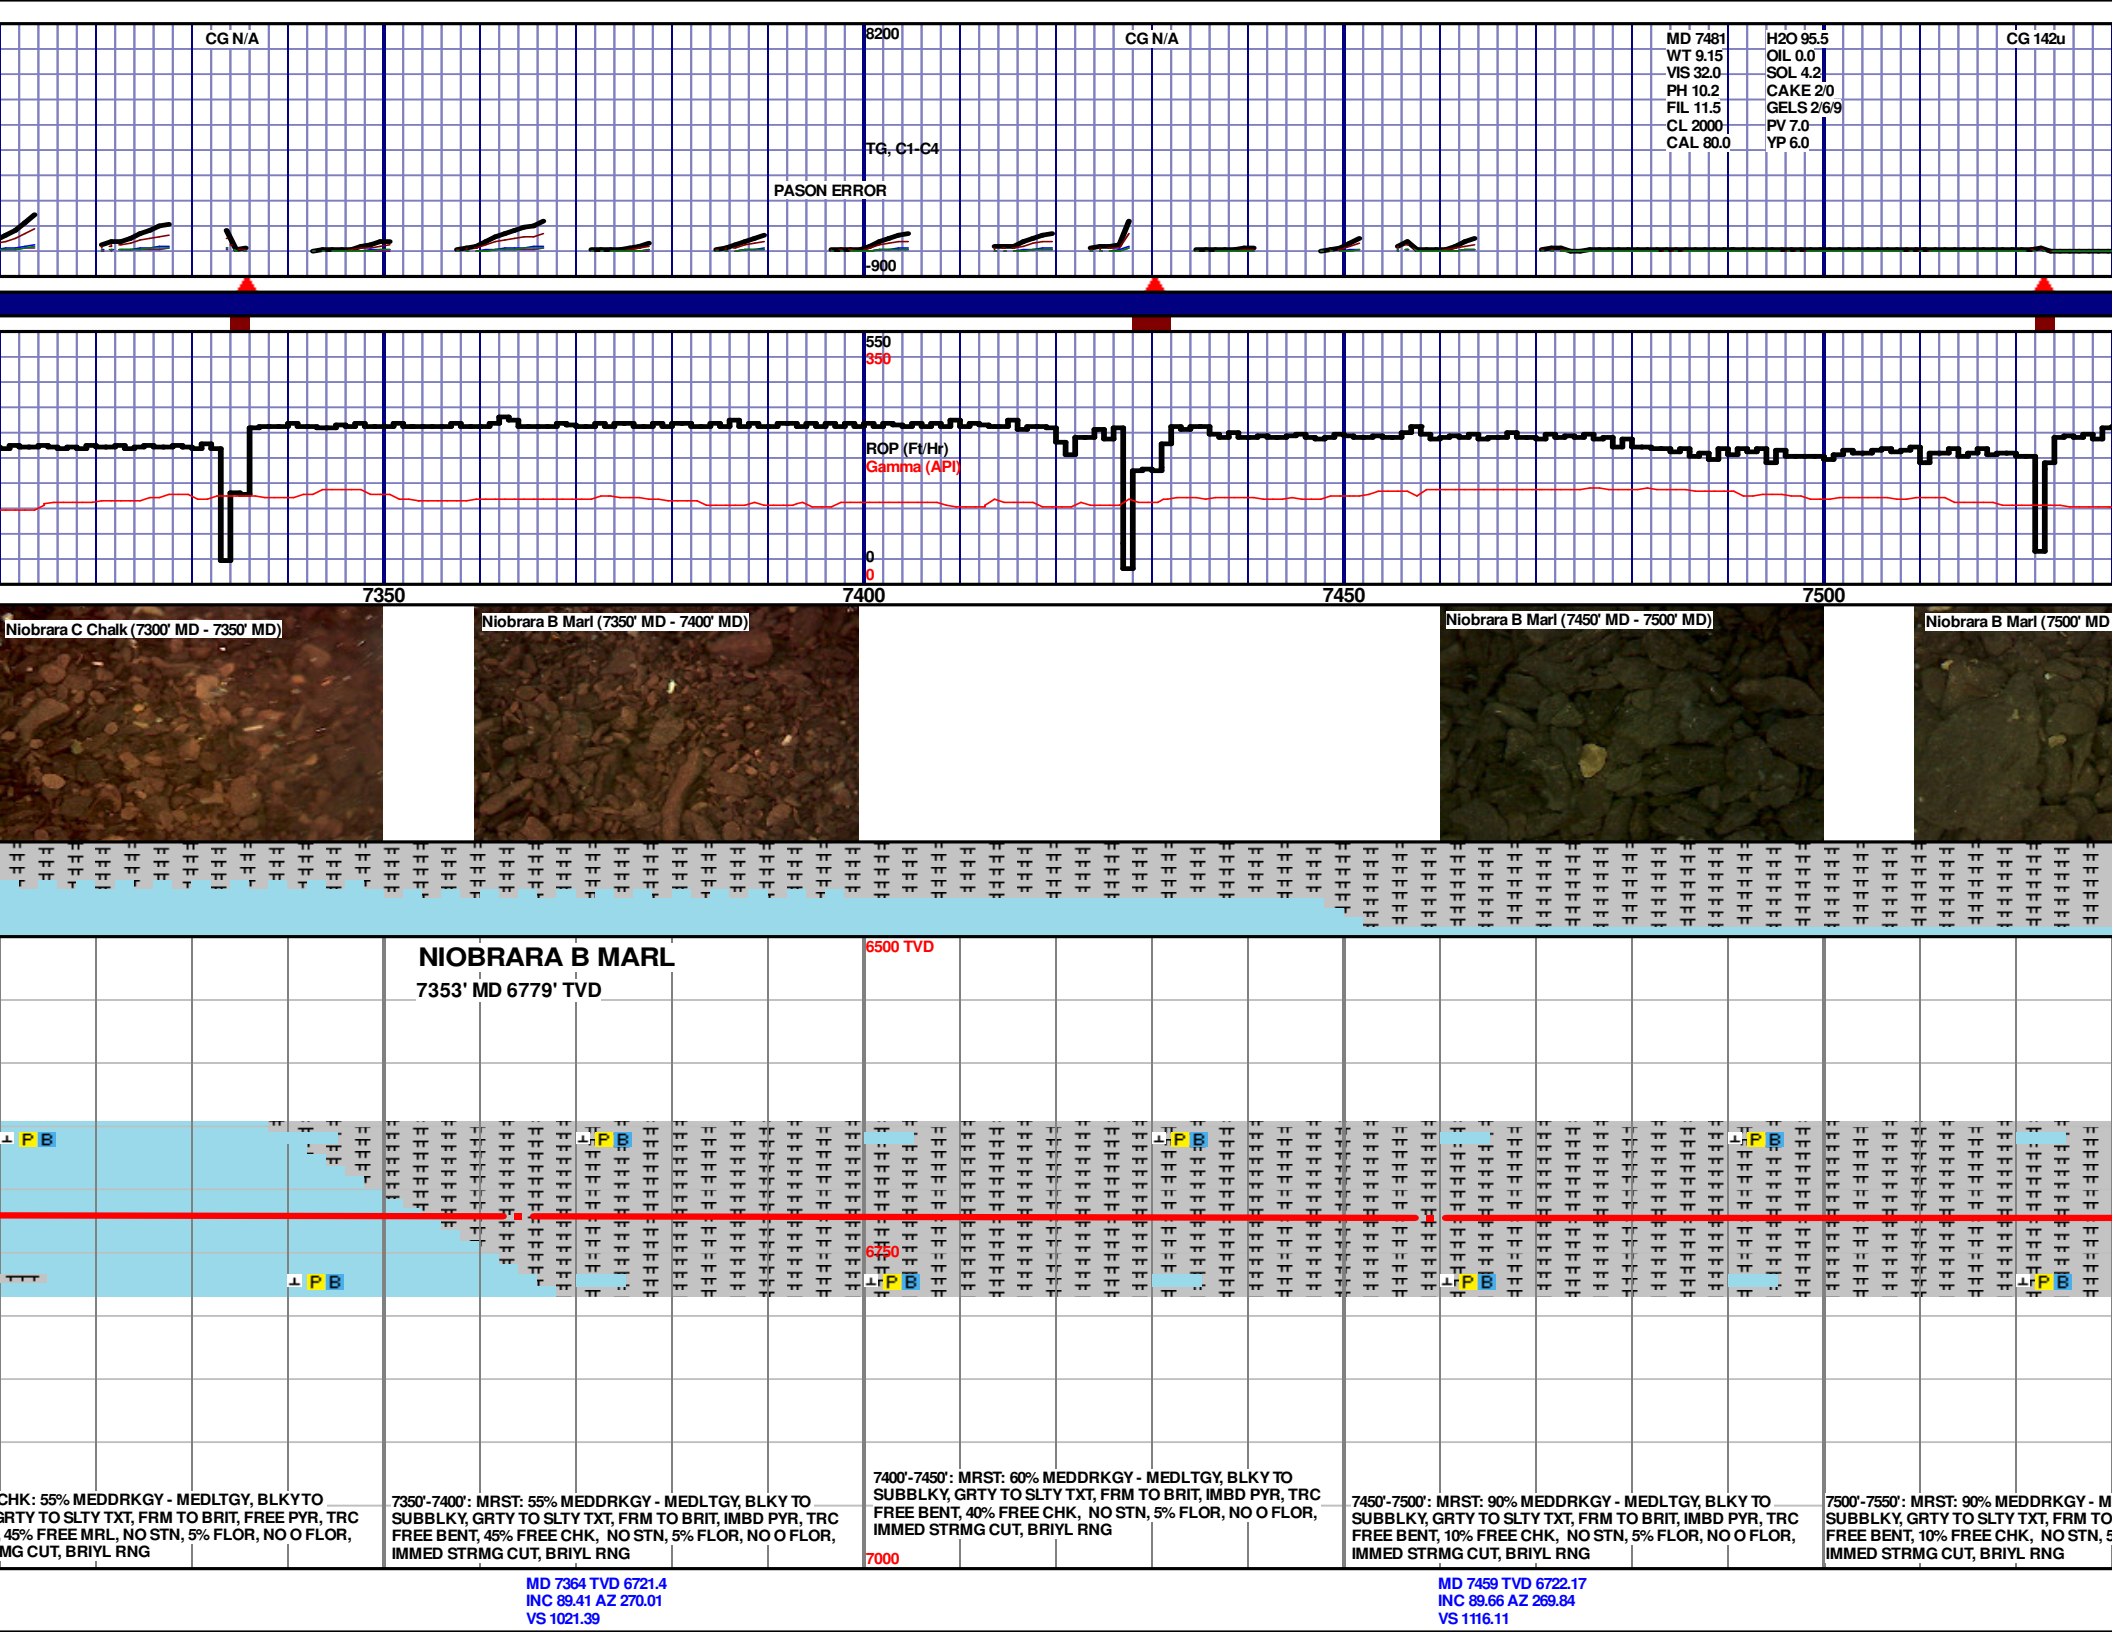 CG N/A
8200
CG N/A
MD 7481
WT 9.15
VIS 32.0
PH 10.2
FIL 11.5
CL 2000
CAL 80.0
H2O 95.5
OIL 0.0
SOL 4.2
CAKE 2/0
GELS 2/6/9
PV 7.0
YP 6.0
CG 142u
TG, C1-C4
PASON ERROR
-900
550
350
ROP (Ft/Hr)
Gamma (API)
0
0
7350
7400
7450
7500
Niobrara C Chalk (7300' MD - 7350' MD)
Niobrara B Marl (7350' MD - 7400' MD)
Niobrara B Marl (7450' MD - 7500' MD)
Niobrara B Marl (7500' MD
NIOBRARA B MARL
7353' MD 6779' TVD
6500 TVD
P B
P B
P B
P B
6750
P B
P B
P B
P B
CHK: 55% MEDDRKGY - MEDLTGY, BLKY TO
GRTY TO SLTY TXT, FRM TO BRIT, FREE PYR, TRC
45% FREE MRL, NO STN, 5% FLOR, NO O FLOR,
MG CUT, BRIYL RNG
7350'-7400': MRST: 55% MEDDRKGY - MEDLTGY, BLKY TO
SUBBLKY, GRTY TO SLTY TXT, FRM TO BRIT, IMBD PYR, TRC
FREE BENT, 45% FREE CHK, NO STN, 5% FLOR, NO O FLOR,
IMMED STRMG CUT, BRIYL RNG
7400'-7450': MRST: 60% MEDDRKGY - MEDLTGY, BLKY TO
SUBBLKY, GRTY TO SLTY TXT, FRM TO BRIT, IMBD PYR, TRC
FREE BENT, 40% FREE CHK, NO STN, 5% FLOR, NO O FLOR,
IMMED STRMG CUT, BRIYL RNG
7000
7450'-7500': MRST: 90% MEDDRKGY - MEDLTGY, BLKY TO
SUBBLKY, GRTY TO SLTY TXT, FRM TO BRIT, IMBD PYR, TRC
FREE BENT, 10% FREE CHK, NO STN, 5% FLOR, NO O FLOR,
IMMED STRMG CUT, BRIYL RNG
7500'-7550': MRST: 90% MEDDRKGY - M
SUBBLKY, GRTY TO SLTY TXT, FRM TO
FREE BENT, 10% FREE CHK, NO STN, 5
IMMED STRMG CUT, BRIYL RNG
MD 7364 TVD 6721.4
INC 89.41 AZ 270.01
VS 1021.39
MD 7459 TVD 6722.17
INC 89.66 AZ 269.84
VS 1116.11